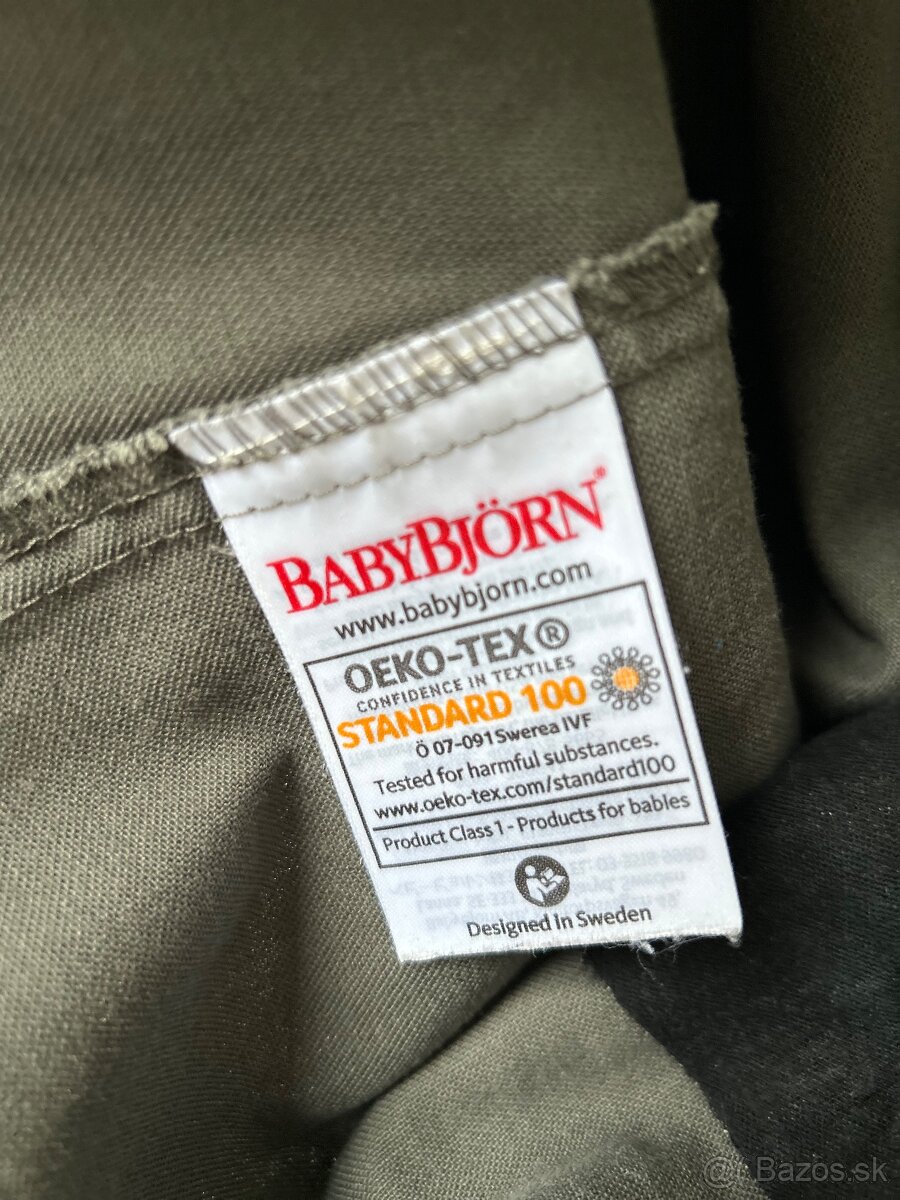 BABYBJÖRN®
www.babybjorn.com
OEKO-TEX®
CONFIDENCE IN TEXTILES
STANDARD 100
Ö 07-091 Swerea IVF
Tested for harmful substances.
www.oeko-tex.com/standard100
Product Class 1 - Products for babies
Designed In Sweden
Bazos.sk